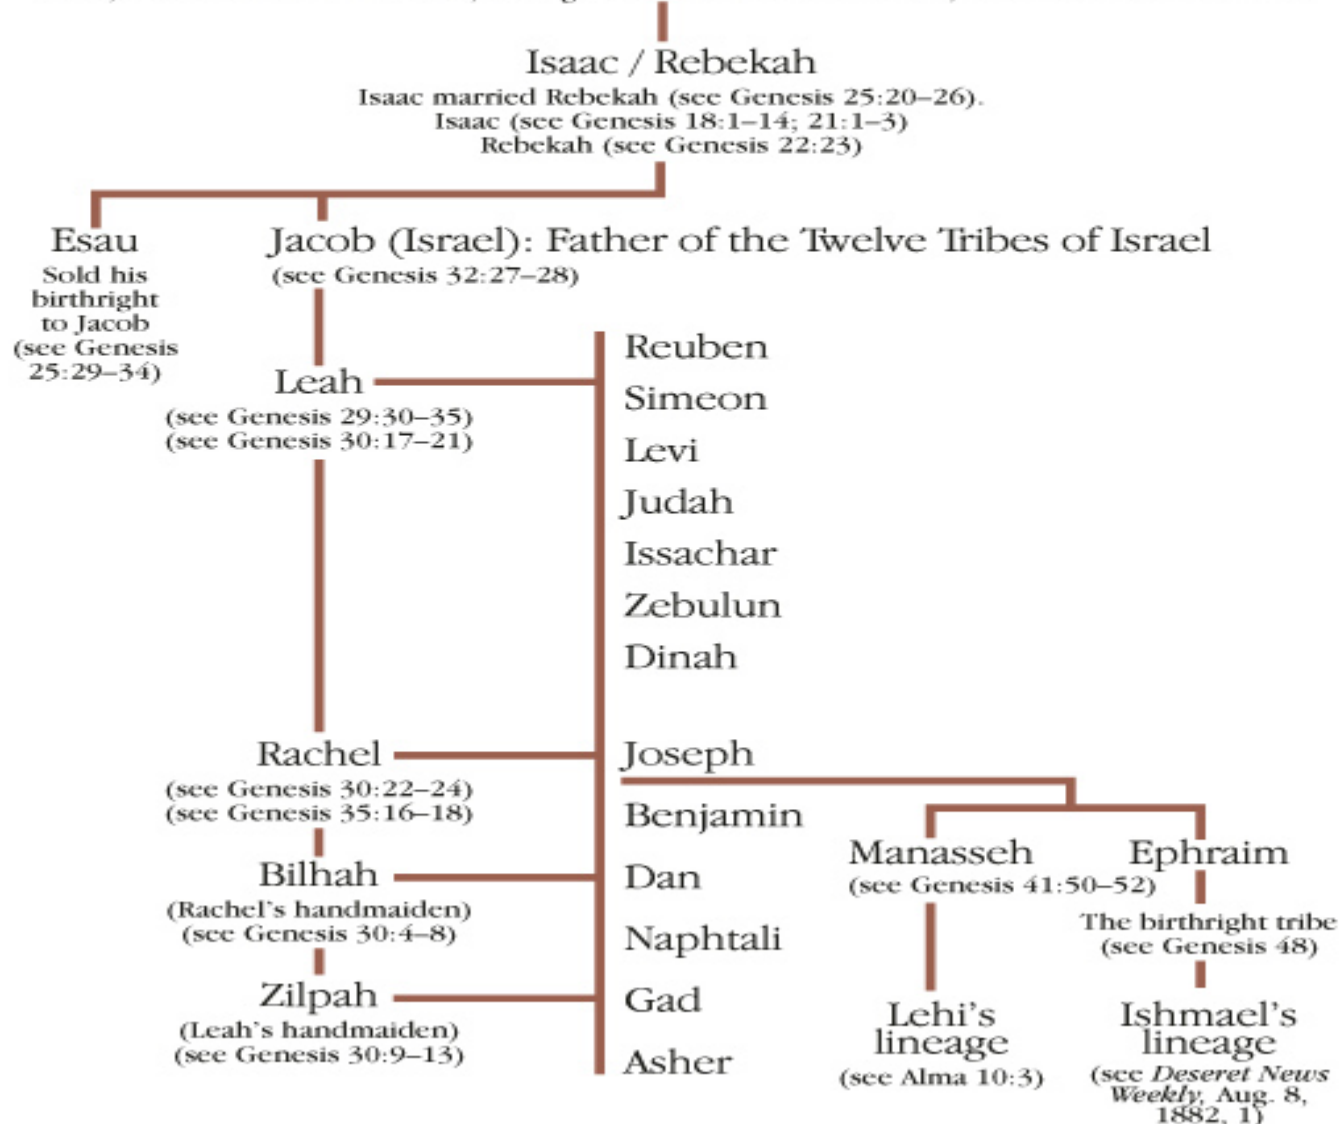 Isaac / Rebekah
Isaac married Rebekah (see Genesis 25:20–26).
Isaac (see Genesis 18:1–14; 21:1–3)
Rebekah (see Genesis 22:23)
Esau
Sold his
birthright
to Jacob
(see Genesis
25:29–34)
Jacob (Israel): Father of the Twelve Tribes of Israel
(see Genesis 32:27–28)
Leah
(see Genesis 29:30–35)
(see Genesis 30:17–21)
Reuben
Simeon
Levi
Judah
Issachar
Zebulun
Dinah
Rachel
(see Genesis 30:22–24)
(see Genesis 35:16–18)
Joseph
Benjamin
Bilhah
(Rachel's handmaiden)
(see Genesis 30:4–8)
Dan
Naphtali
Zilpah
(Leah's handmaiden)
(see Genesis 30:9–13)
Gad
Asher
Manasseh
(see Genesis 41:50–52)
Lehi's
lineage
(see Alma 10:3)
Ephraim
The birthright tribe
(see Genesis 48)
Ishmael's
lineage
(see Deseret News
Weekly, Aug. 8,
1882, 1)